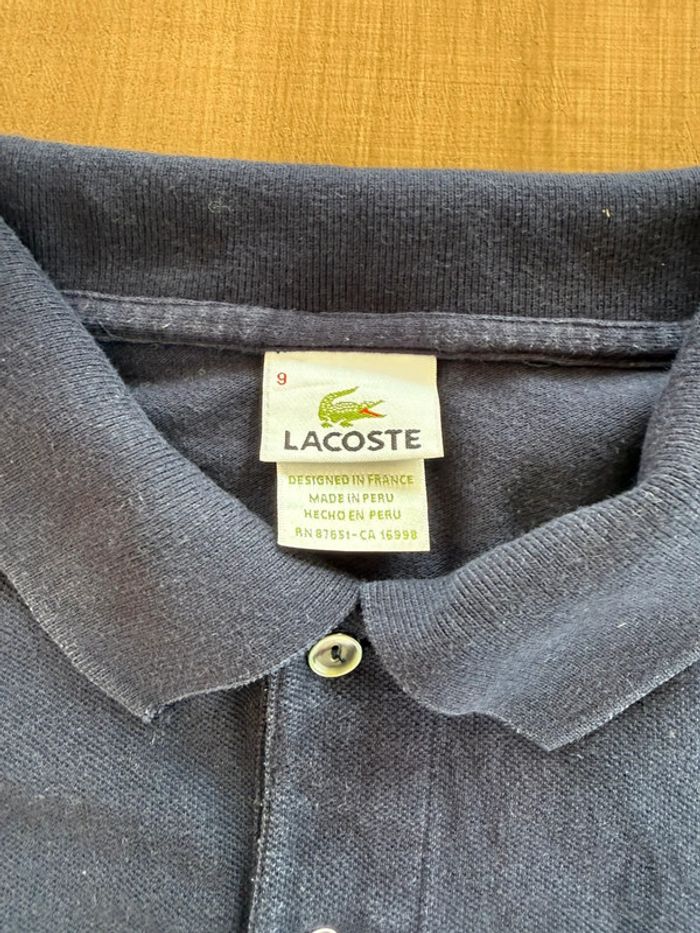 9
LACOSTE
DESIGNED IN FRANCE
MADE IN PERU
HECHO EN PERU
RN 87651-CA 16998